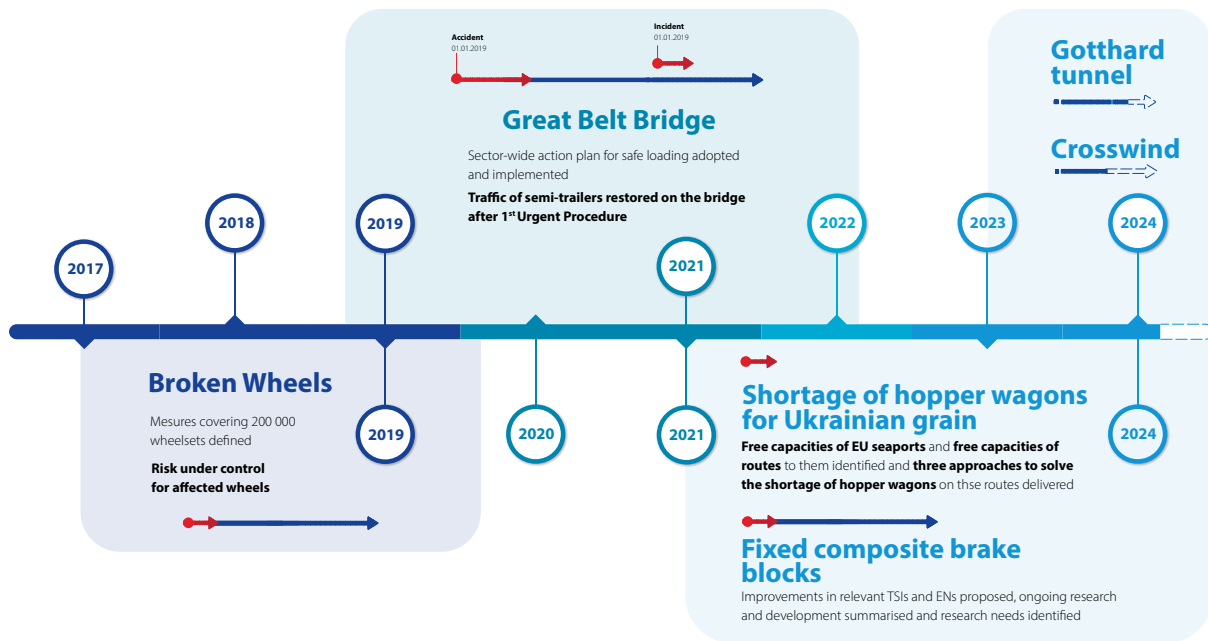 Accident
01.01.2019
Incident
01.01.2019
Great Belt Bridge
Sector-wide action plan for safe loading adopted
and implemented
Traffic of semi-trailers restored on the bridge
after 1st Urgent Procedure
Gotthard
tunnel
Crosswind
2017
2018
2019
2021
2022
2023
2024
Broken Wheels
Mesures covering 200 000
wheelsets defined
Risk under control
for affected wheels
2019
2020
2021
2024
Shortage of hopper wagons
for Ukrainian grain
Free capacities of EU seaports and free capacities of
routes to them identified and three approaches to solve
the shortage of hopper wagons on thse routes delivered
Fixed composite brake
blocks
Improvements in relevant TSIs and ENs proposed, ongoing research
and development summarised and research needs identified